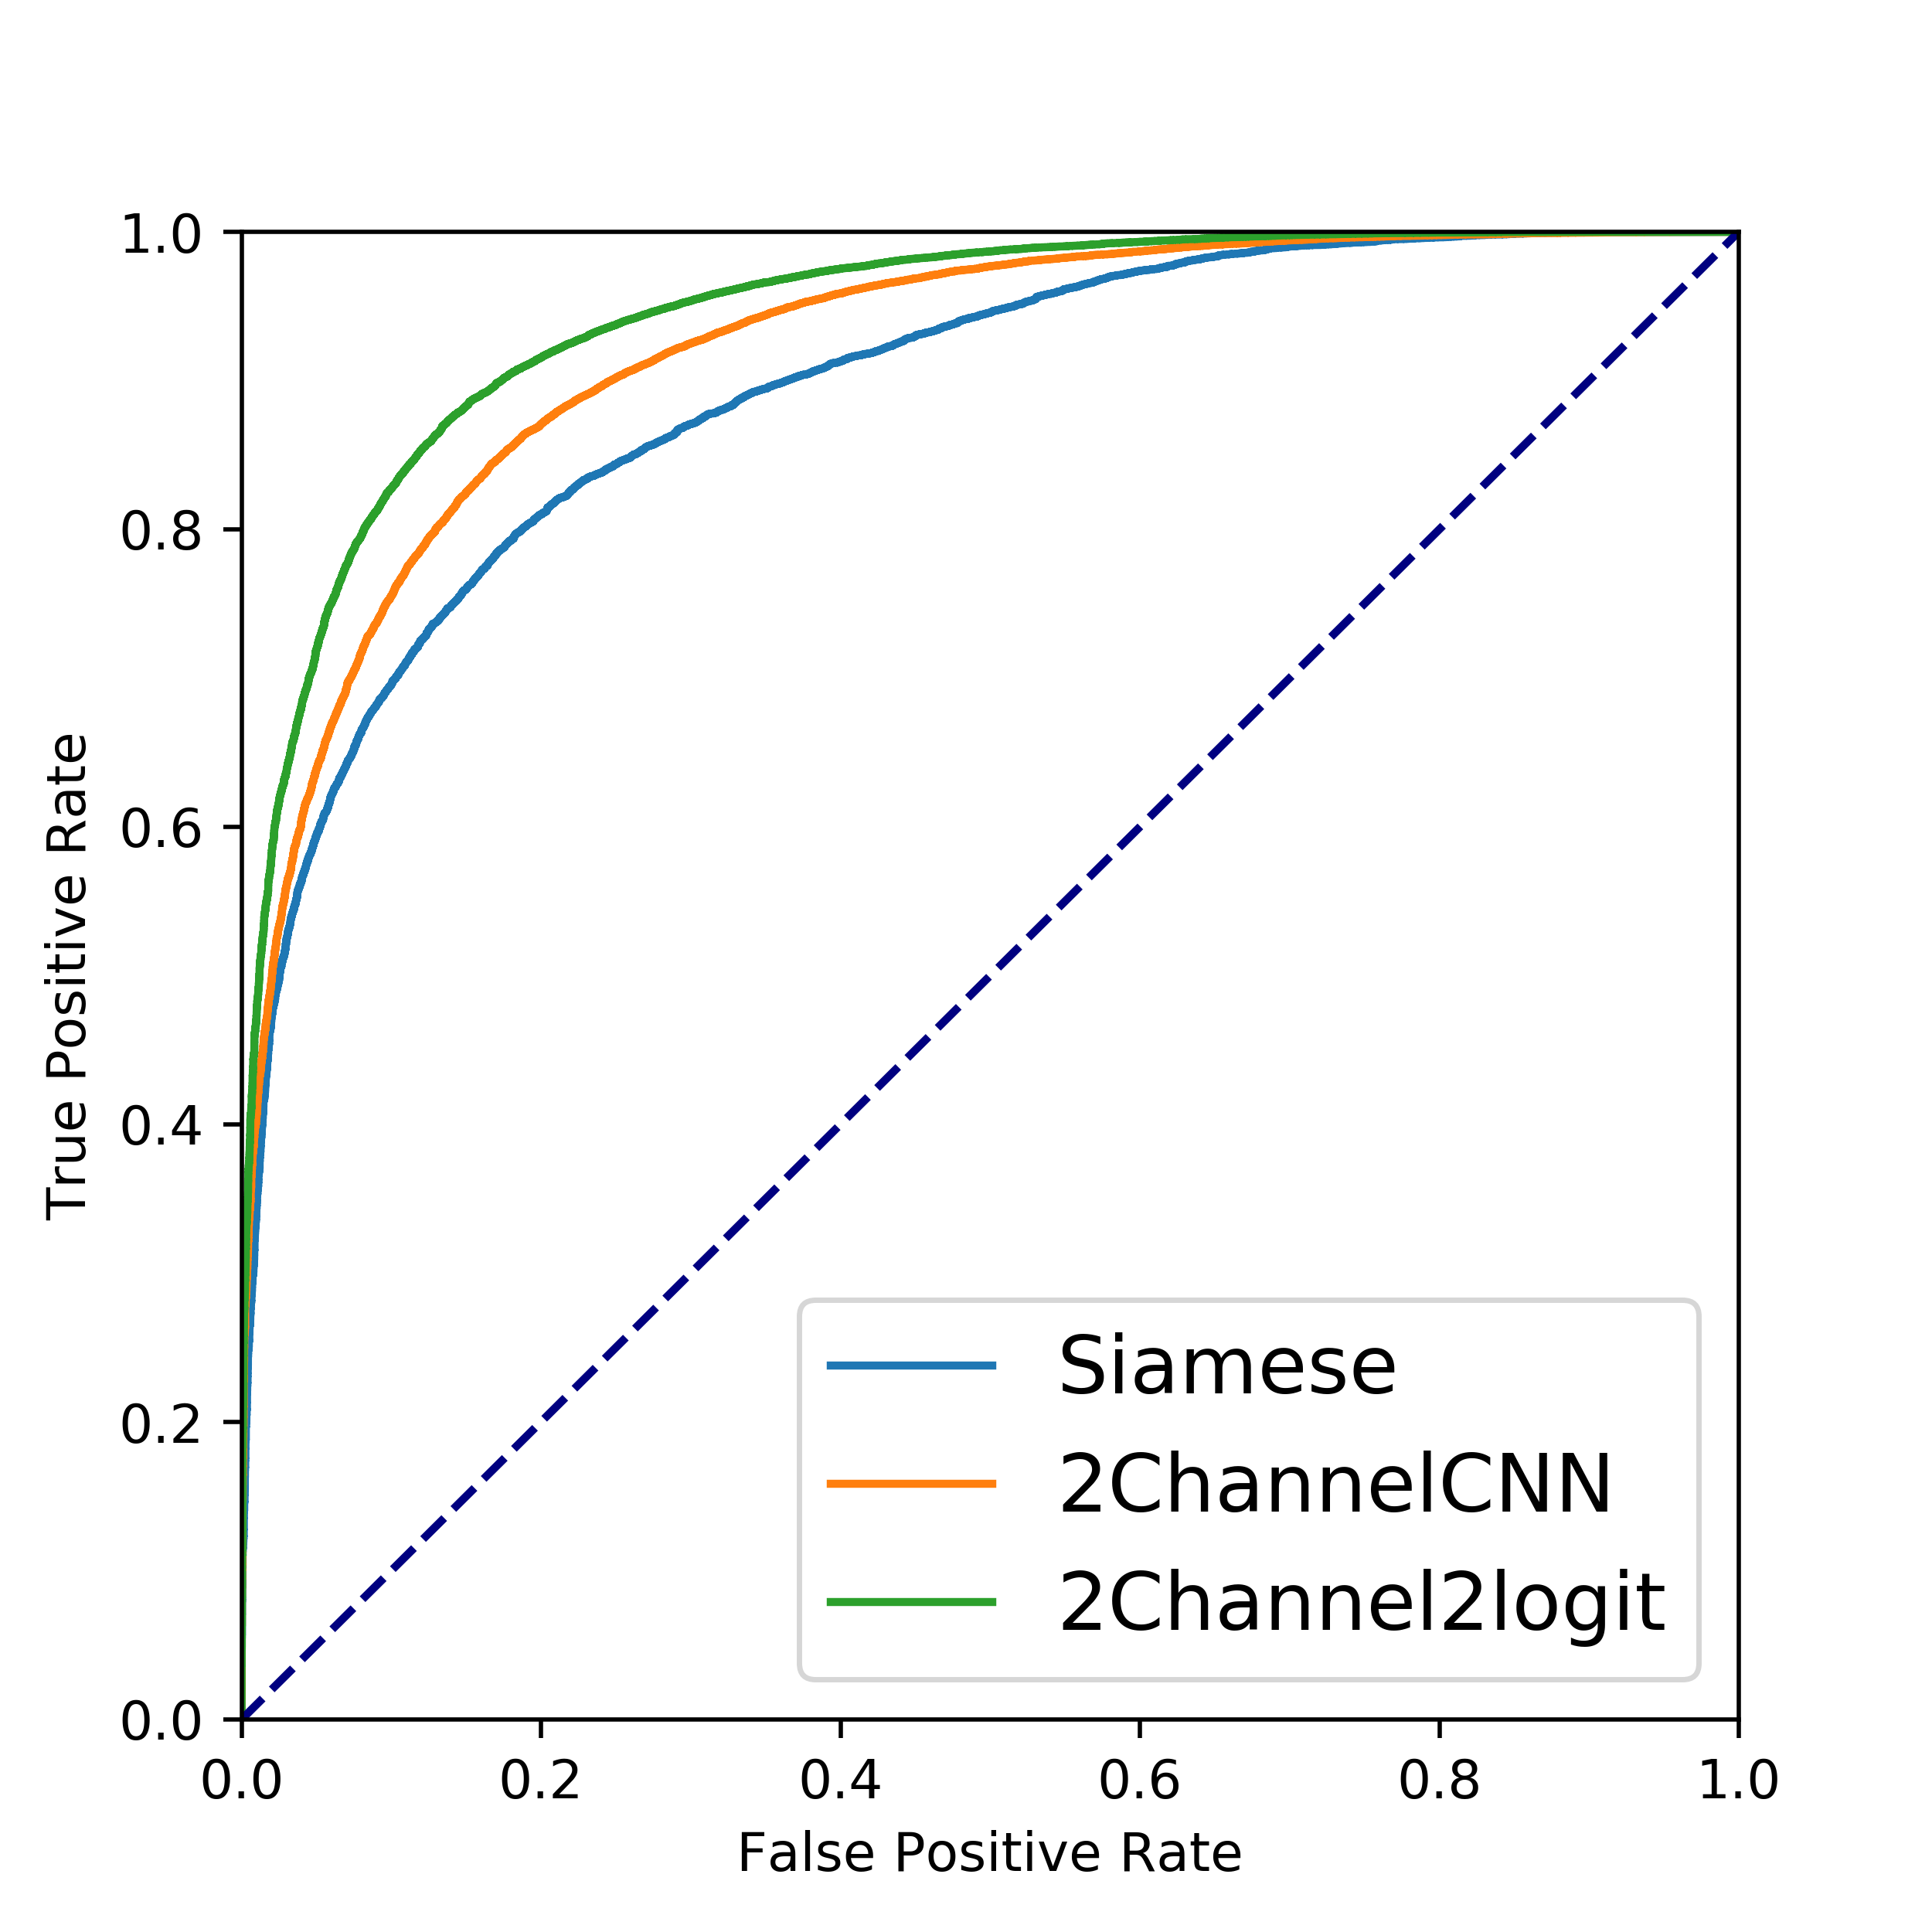 1.0
0.8
0.6
0.4
0.2
0.0
True Positive Rate
Siamese
2ChannelCNN
2Channel2logit
0.0 0.2 0.4 0.6 0.8 1.0
False Positive Rate